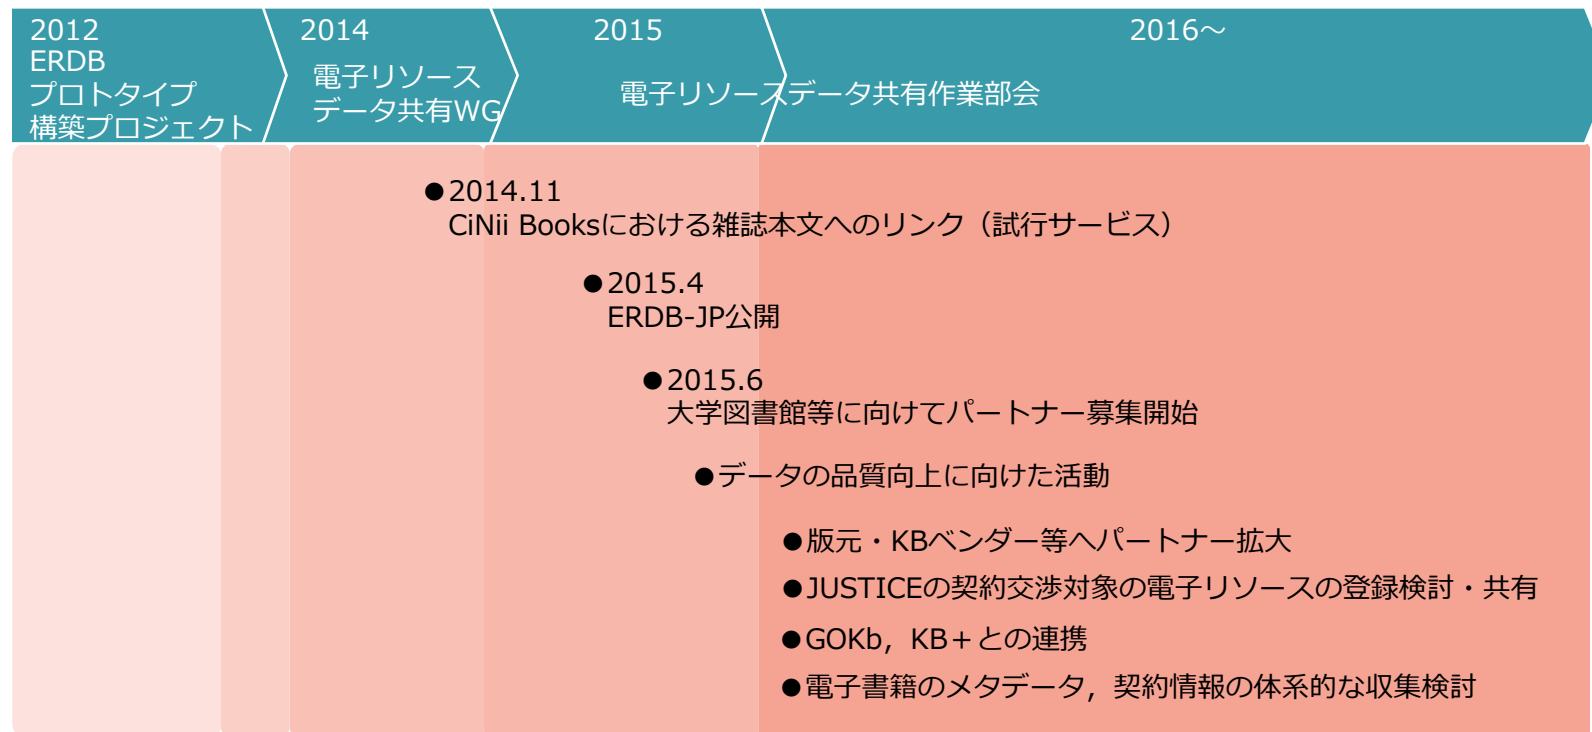 2012
ERDB
プロトタイプ
構築プロジェクト
2014
電子リソース
データ共有WG
2015
2016～
電子リソースデータ共有作業部会
●2014.11
CiNii Booksにおける雑誌本文へのリンク（試行サービス）
●2015.4
ERDB-JP公開
●2015.6
大学図書館等に向けてパートナー募集開始
●データの品質向上に向けた活動
●版元・KBベンダー等へパートナー拡大
●JUSTICEの契約交渉対象の電子リソースの登録検討・共有
●GOKb，KB＋との連携
●電子書籍のメタデータ，契約情報の体系的な収集検討